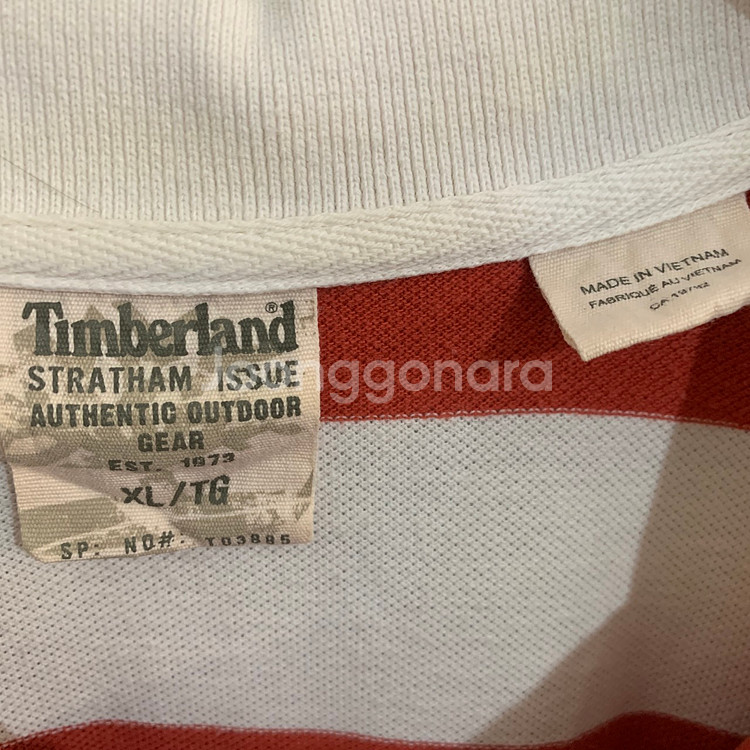 Timberland®
STRATHAM ISSUE
AUTHENTIC OUTDOOR
GEAR
EST. 1973
XL/TG
SP: NO#: T03885
MADE IN VIETNAM
FABRIQUÉ AU VIETNAM